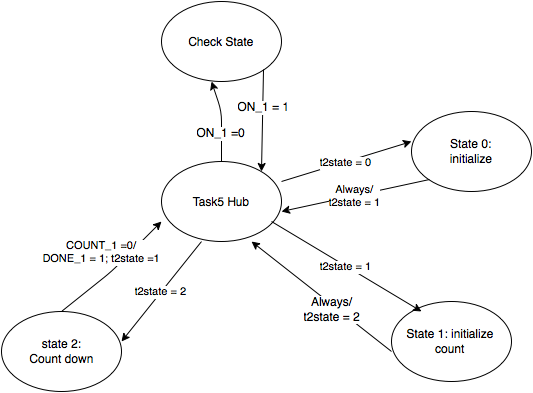 Check State
ON_1 = 1
ON_1 =0
State 0:
initialize
t2state = 0
Always/
t2state = 1
Task5 Hub
COUNT_1 =0/
DONE_1 = 1; t2state =1
t2state = 1
t2state = 2
Always/
t2state = 2
State 1: initialize
count
state 2:
Count down